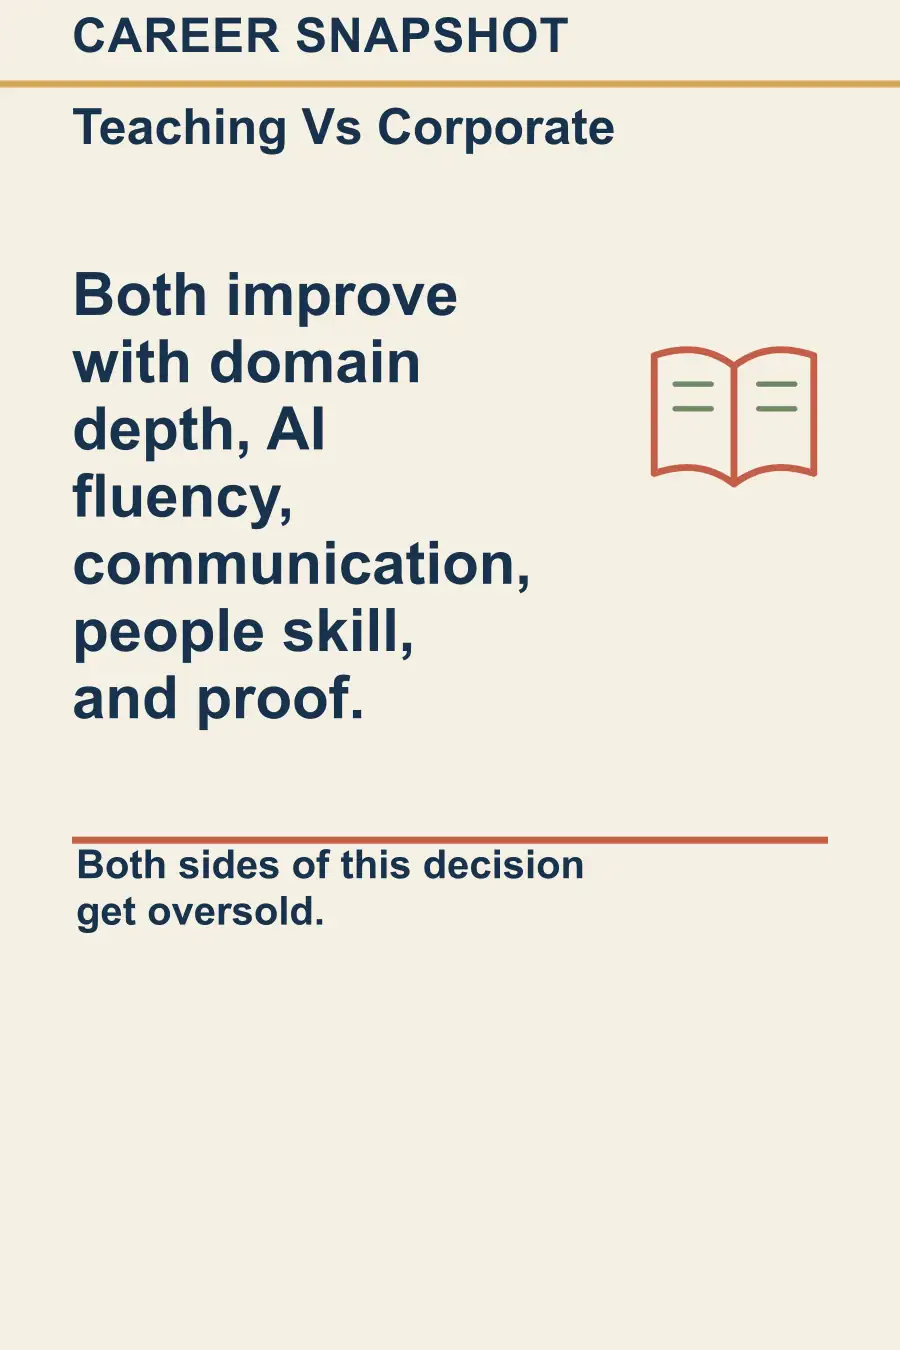 CAREER SNAPSHOT
Teaching Vs Corporate
Both improve
with domain
depth, AI
fluency,
communication,
people skill,
and proof.
Both sides of this decision
get oversold.